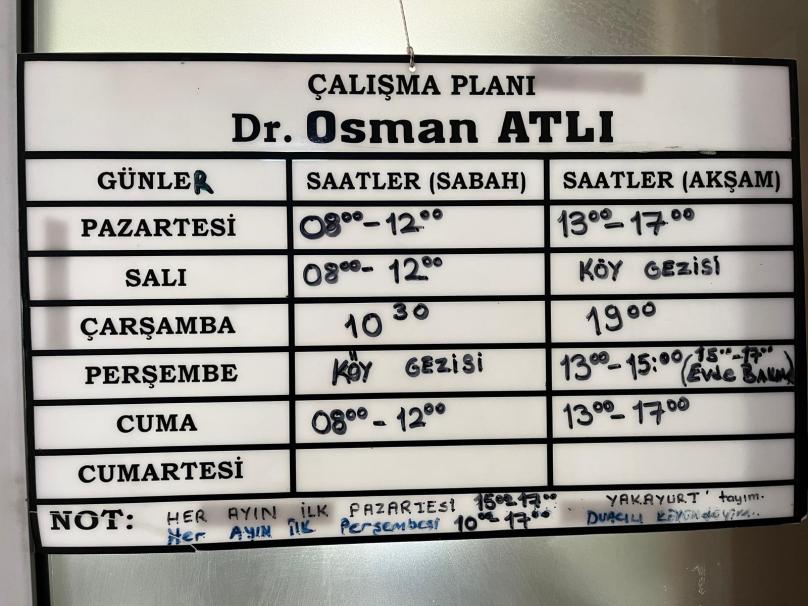 ÇALIŞMA PLANI
Dr. Osman ATLI
GÜNLER SAATLER (SABAH) SAATLER (AKŞAM)
PAZARTESİ 08⁰⁰-12⁰⁰ 13⁰⁰-17⁰⁰
SALI 08⁰⁰-12⁰⁰ KÖY GEZİSİ
ÇARŞAMBA 10³⁰ 19⁰⁰
PERŞEMBE KÖY GEZİSİ 13⁰⁰-15:⁰⁰ (15⁰⁰-17⁰⁰
Evde BAKIM)
CUMA 08⁰⁰-12⁰⁰ 13⁰⁰-17⁰⁰
CUMARTESİ
NOT: HER AYIN İLK PAZARTESİ 15⁰⁰-17⁰⁰ YAKAYURT'tayım.
Her AYIN İLK Perşembesi 10⁰⁰-17⁰⁰